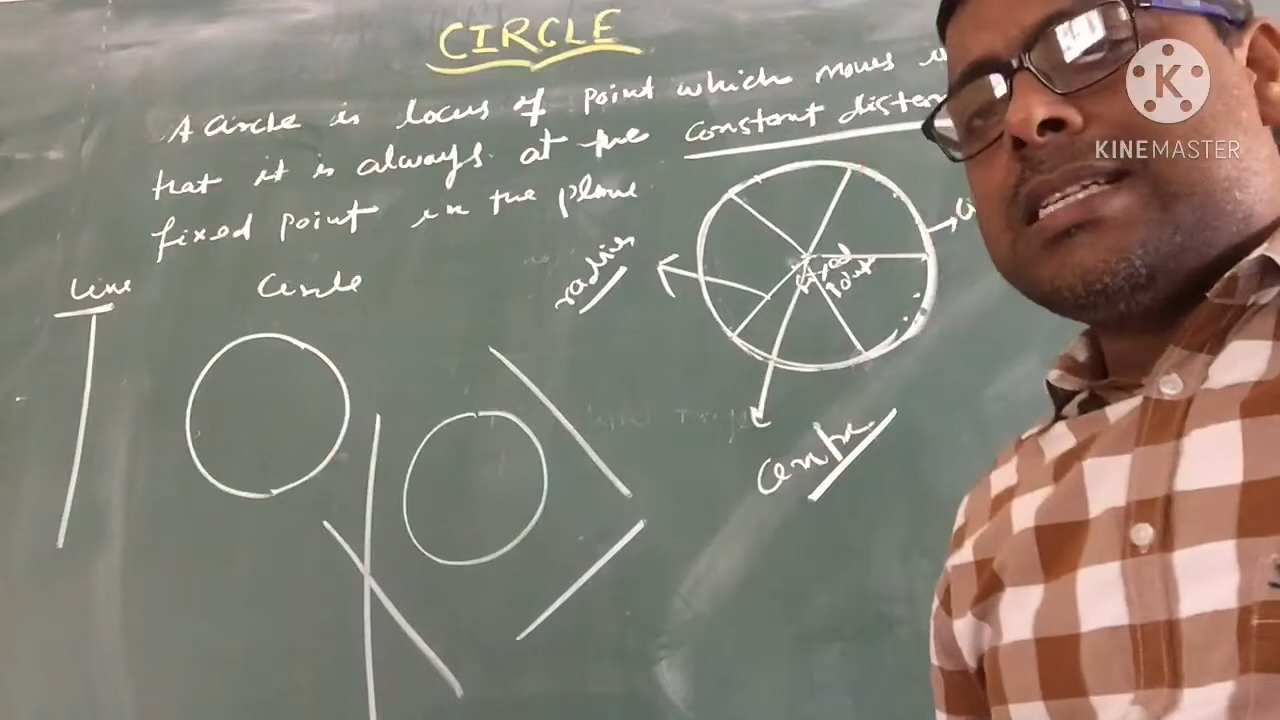 CIRCLE
A Circle is locus of point which moves
that it is always at the constant distan
fixed point in the plane
Line
Circle
radius
fixed
point
Centre
K
KINEMASTER